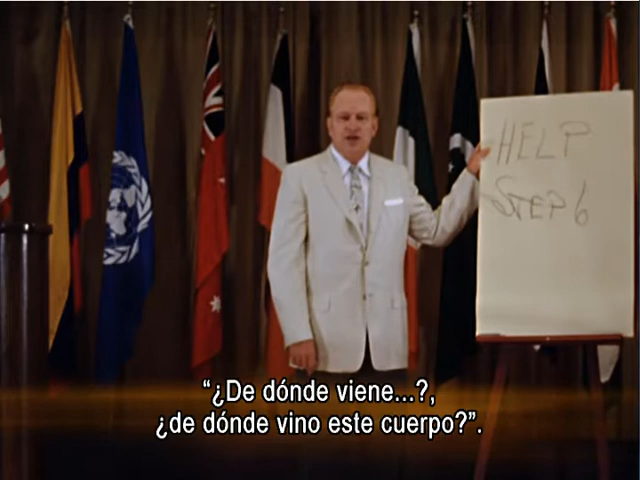 HELP
STEP 6
“¿De dónde viene...?,
¿de dónde vino este cuerpo?”.